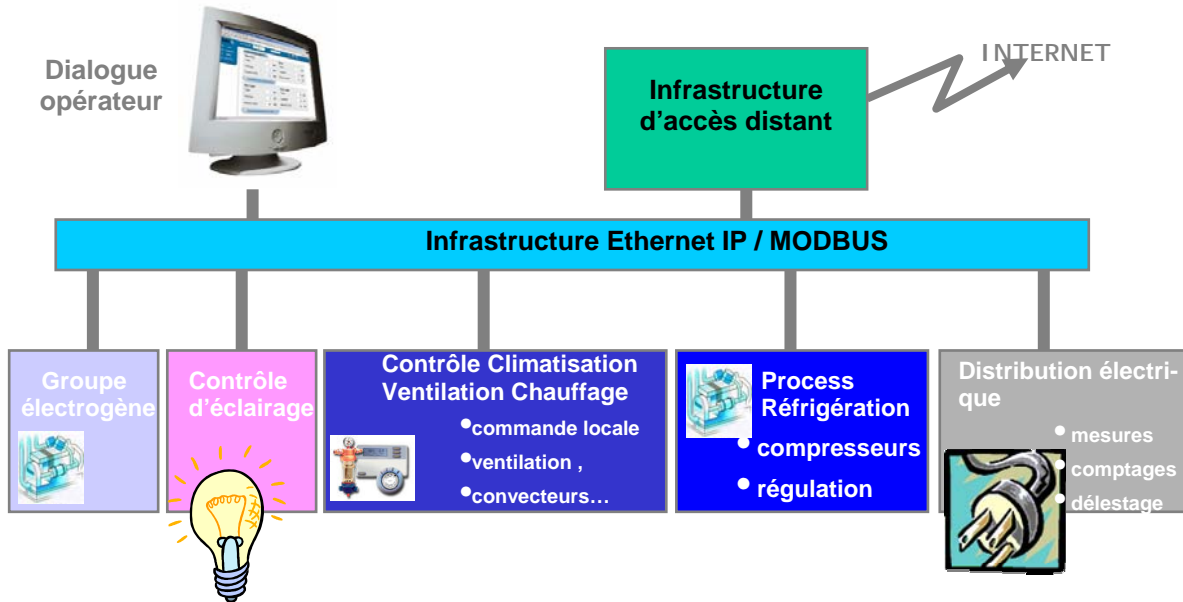 Dialogue
opérateur
Infrastructure
d'accès distant
INTERNET
Infrastructure Ethernet IP / MODBUS
Groupe
électrogène
Contrôle
d'éclairage
Contrôle Climatisation
Ventilation Chauffage
•commande locale
•ventilation ,
•convecteurs…
Process
Réfrigération
• compresseurs
• régulation
Distribution électri-
que
• mesures
• comptages
• délestage